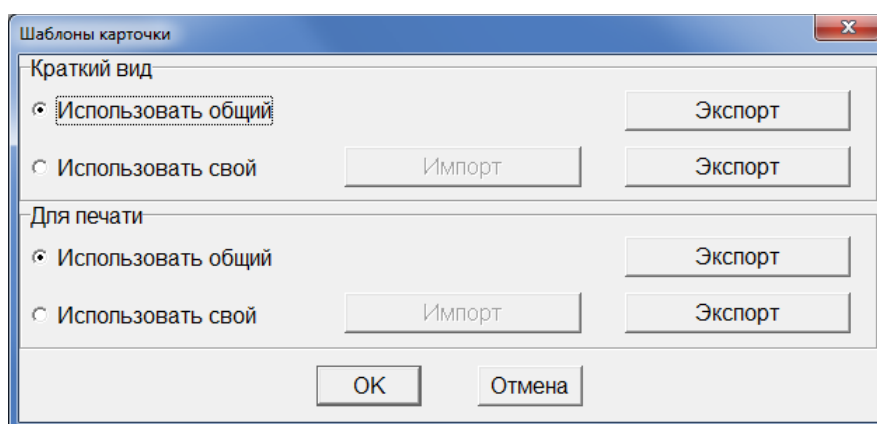 Шаблоны карточки
Краткий вид
Использовать общий Экспорт
Использовать свой Импорт Экспорт
Для печати
Использовать общий Экспорт
Использовать свой Импорт Экспорт
OK Отмена